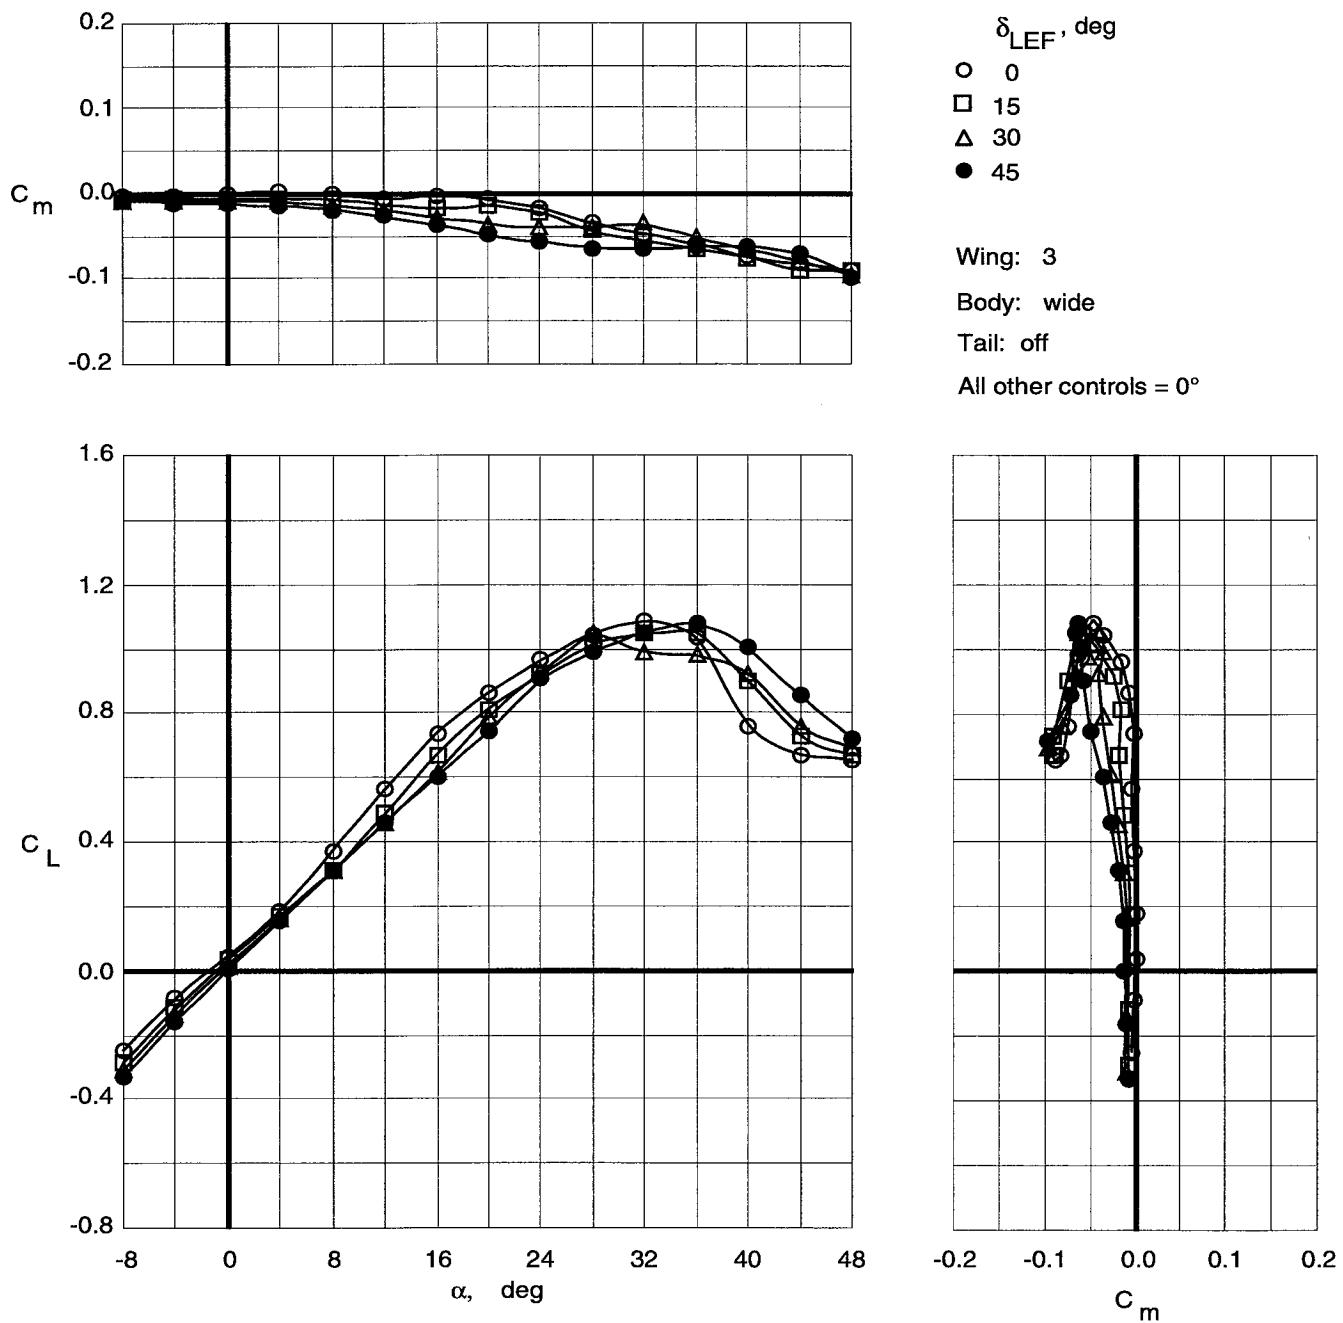 0.2
0.1
C m 0.0
-0.1
-0.2
δLEF, deg
0
15
30
45
Wing: 3
Body: wide
Tail: off
All other controls = 0°
1.6
1.2
0.8
C L 0.4
0.0
-0.4
-0.8
-8 0 8 16 24 32 40 48
α, deg
-0.2 -0.1 0.0 0.1 0.2
C m